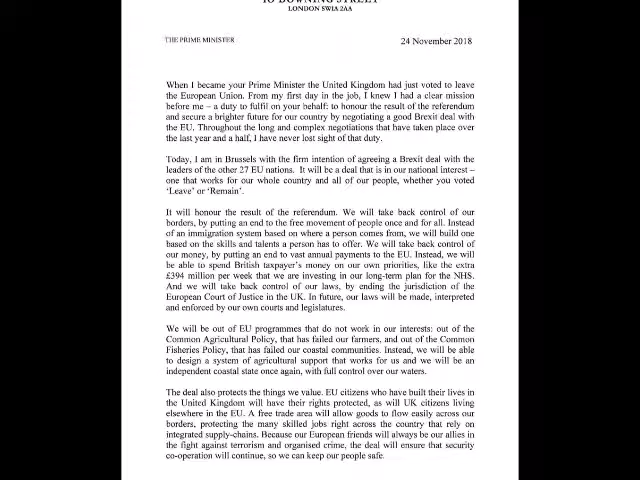 10 DOWNING STREET
LONDON SW1A 2AA
THE PRIME MINISTER
24 November 2018
When I became your Prime Minister the United Kingdom had just voted to leave
the European Union. From my first day in the job, I knew I had a clear mission
before me – a duty to fulfil on your behalf: to honour the result of the referendum
and secure a brighter future for our country by negotiating a good Brexit deal with
the EU. Throughout the long and complex negotiations that have taken place over
the last year and a half, I have never lost sight of that duty.
Today, I am in Brussels with the firm intention of agreeing a Brexit deal with the
leaders of the other 27 EU nations. It will be a deal that is in our national interest –
one that works for our whole country and all of our people, whether you voted
‘Leave’ or ‘Remain’.
It will honour the result of the referendum. We will take back control of our
borders, by putting an end to the free movement of people once and for all. Instead
of an immigration system based on where a person comes from, we will build one
based on the skills and talents a person has to offer. We will take back control of
our money, by putting an end to vast annual payments to the EU. Instead, we will
be able to spend British taxpayer’s money on our own priorities, like the extra
£394 million per week that we are investing in our long-term plan for the NHS.
And we will take back control of our laws, by ending the jurisdiction of the
European Court of Justice in the UK. In future, our laws will be made, interpreted
and enforced by our own courts and legislatures.
We will be out of EU programmes that do not work in our interests: out of the
Common Agricultural Policy, that has failed our farmers, and out of the Common
Fisheries Policy, that has failed our coastal communities. Instead, we will be able
to design a system of agricultural support that works for us and we will be an
independent coastal state once again, with full control over our waters.
The deal also protects the things we value. EU citizens who have built their lives in
the United Kingdom will have their rights protected, as will UK citizens living
elsewhere in the EU. A free trade area will allow goods to flow easily across our
borders, protecting the many skilled jobs right across the country that rely on
integrated supply-chains. Because our European friends will always be our allies in
the fight against terrorism and organised crime, the deal will ensure that security
co-operation will continue, so we can keep our people safe.